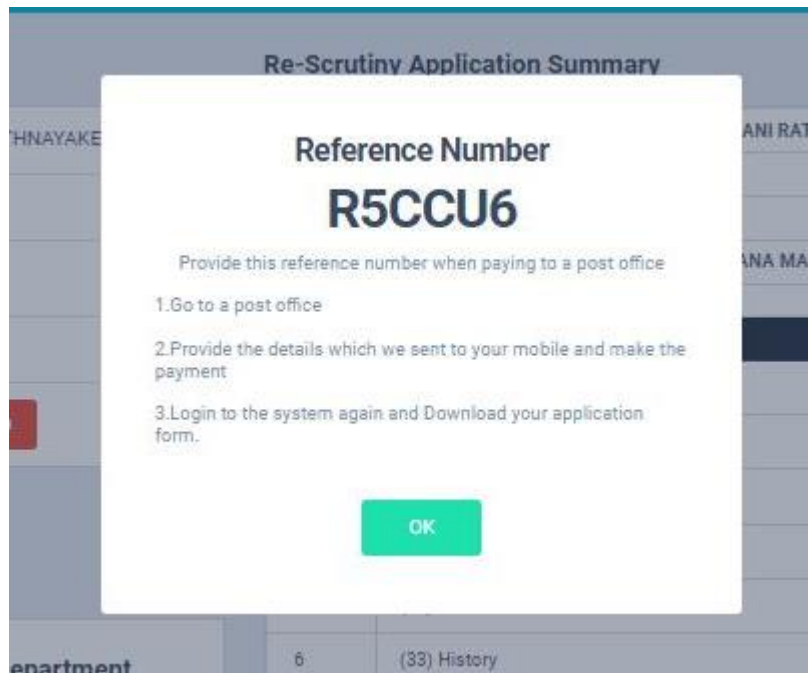 Re-Scrutiny Application Summary
HNAYAKE
ANI RAT
Reference Number
R5CCU6
Provide this reference number when paying to a post office
ANA MA
1.Go to a post office
2.Provide the details which we sent to your mobile and make the
payment
3.Login to the system again and Download your application
form.
OK
epartment
6 (33) History